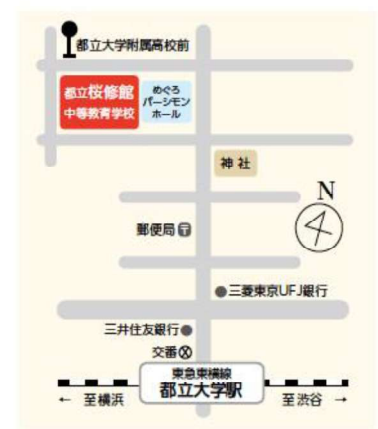 都立大学附属高校前
都立桜修館
中等教育学校
めぐろ
パーシモン
ホール
神社
N
郵便局〒
三菱東京UFJ銀行
三井住友銀行
交番
東急東横線
都立大学駅
← 至横浜
至渋谷 →